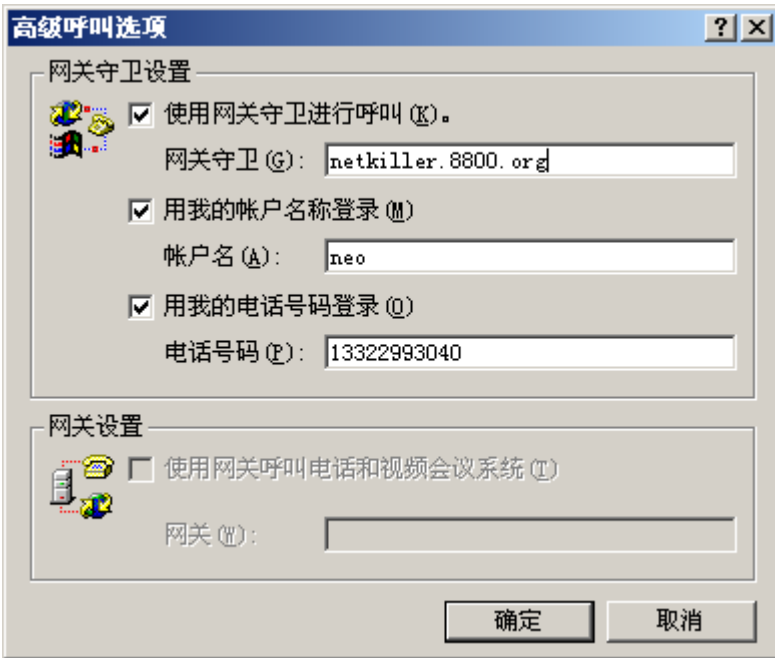 高级呼叫选项
网关守卫设置
使用网关守卫进行呼叫(K)。
网关守卫(G): netkiller.8800.org
用我的帐户名称登录(M)
帐户名(A): neo
用我的电话号码登录(O)
电话号码(P): 13322993040
网关设置
使用网关呼叫电话和视频会议系统(T)
网关(W):
确定 取消